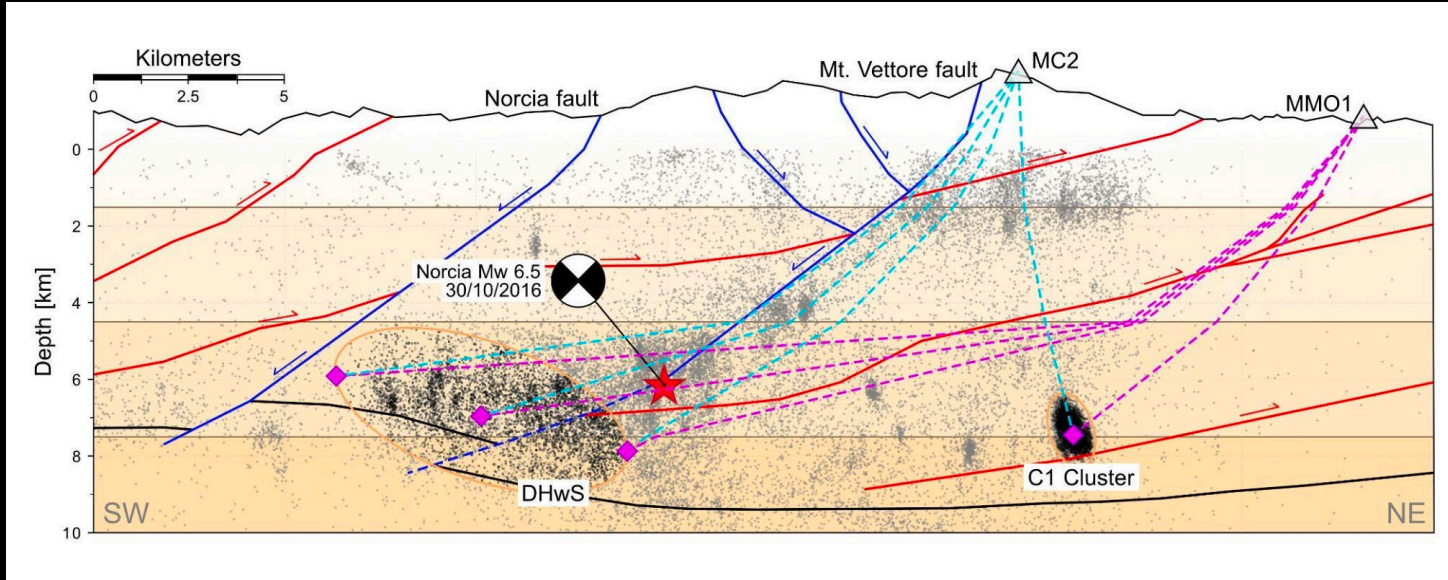 Kilometers
0 2.5 5
Norcia fault
Mt. Vettore fault
MC2
MMO1
Depth [km]
0
2
4
6
8
10
Norcia Mw 6.5
30/10/2016
DHwS
C1 Cluster
SW
NE